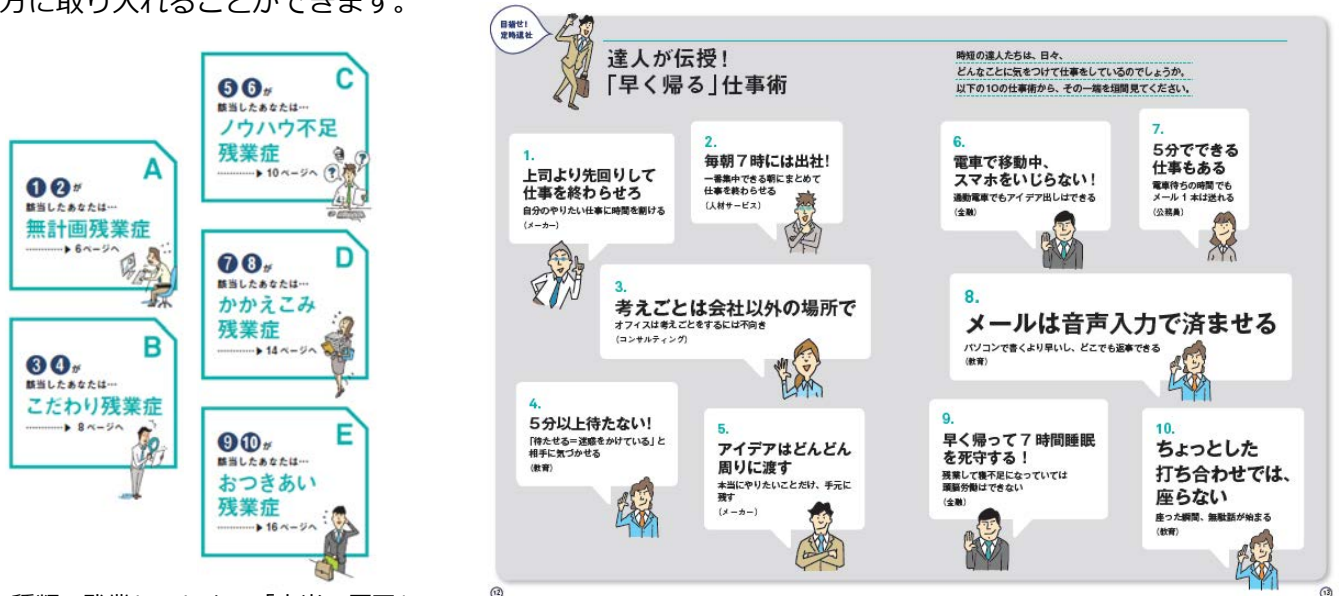 方に取り入れることができます。
A
❶❷が
該当したあなたは…
無計画残業症
▶6ページへ
B
❸❹が
該当したあなたは…
こだわり残業症
▶8ページへ
C
❺❻が
該当したあなたは…
ノウハウ不足
残業症
▶10ページへ
D
❼❽が
該当したあなたは…
かかえこみ
残業症
▶14ページへ
E
❾❿が
該当したあなたは…
おつきあい
残業症
▶16ページへ
目指せ!
定時退社
達人が伝授!
「早く帰る」仕事術
時短の達人たちは、日々、
どんなことに気をつけて仕事をしているのでしょうか。
以下の10の仕事術から、その一端を垣間見てください。
1.
上司より先回りして
仕事を終わらせろ
自分のやりたい仕事に時間を割ける
(メーカー)
2.
毎朝7時には出社!
一番集中できる朝にまとめて
仕事を終わらせる
(人材サービス)
3.
考えごとは会社以外の場所で
オフィスは考えごとをするには不向き
(コンサルティング)
4.
5分以上待たない!
「待たせる=迷惑をかけている」と
相手に気づかせる
(教育)
5.
アイデアはどんどん
周りに渡す
本当にやりたいことだけ、手元に
残す
(メーカー)
6.
電車で移動中、
スマホをいじらない!
通勤電車でもアイデア出しはできる
(金融)
7.
5分でできる
仕事もある
電車待ちの時間でも
メール1本は送れる
(公務員)
8.
メールは音声入力で済ませる
パソコンで書くより早いし、どこでも返事できる
(教育)
9.
早く帰って7時間睡眠
を死守する!
残業して寝不足になっていては
頭脳労働はできない
(金融)
10.
ちょっとした
打ち合わせでは、
座らない
座った瞬間、無駄話が始まる
(教育)
12
13